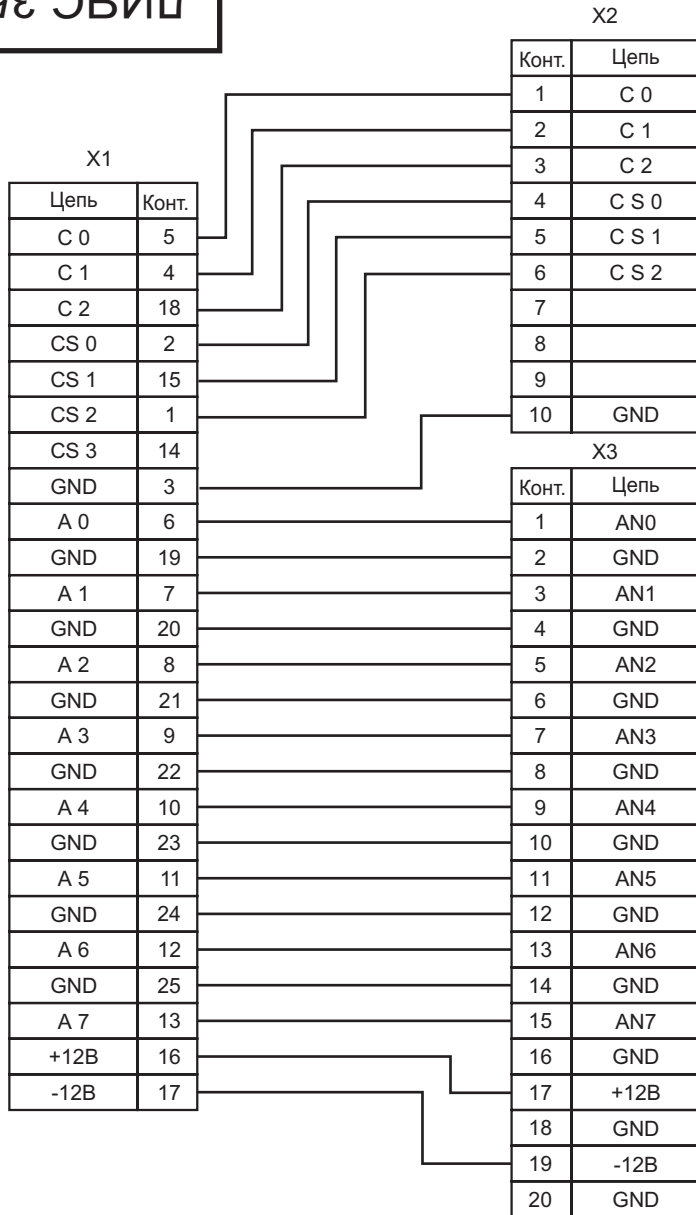 X2
Конт. Цепь
1 C 0
2 C 1
3 C 2
4 C S 0
5 C S 1
6 C S 2
7
8
9
10 GND
X1
Цепь Конт.
C 0 5
C 1 4
C 2 18
CS 0 2
CS 1 15
CS 2 1
CS 3 14
GND 3
A 0 6
GND 19
A 1 7
GND 20
A 2 8
GND 21
A 3 9
GND 22
A 4 10
GND 23
A 5 11
GND 24
A 6 12
GND 25
A 7 13
+12В 16
-12В 17
X3
Конт. Цепь
1 AN0
2 GND
3 AN1
4 GND
5 AN2
6 GND
7 AN3
8 GND
9 AN4
10 GND
11 AN5
12 GND
13 AN6
14 GND
15 AN7
16 GND
17 +12В
18 GND
19 -12В
20 GND